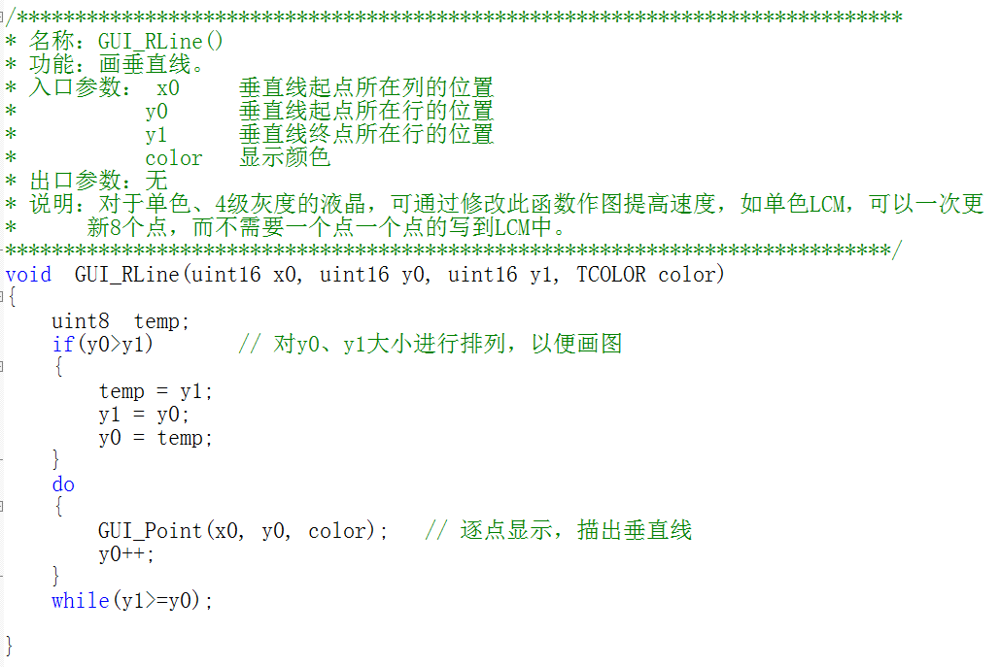 /****************************************************************************
* 名称：GUI_RLine()
* 功能：画垂直线。
* 入口参数： x0     垂直线起点所在列的位置
*           y0      垂直线起点所在行的位置
*           y1      垂直线终点所在行的位置
*           color   显示颜色
* 出口参数：无
* 说明：对于单色、4级灰度的液晶，可通过修改此函数作图提高速度，如单色LCM，可以一次更
*      新8个点，而不需要一个点一个点的写到LCM中。
****************************************************************************/
void  GUI_RLine(uint16 x0, uint16 y0, uint16 y1, TCOLOR color)
{
    uint8  temp;
    if(y0>y1)       // 对y0、y1大小进行排列，以便画图
    {
        temp = y1;
        y1 = y0;
        y0 = temp;
    }
    do
    {
        GUI_Point(x0, y0, color);   // 逐点显示，描出垂直线
        y0++;
    }
    while(y1>=y0);
}